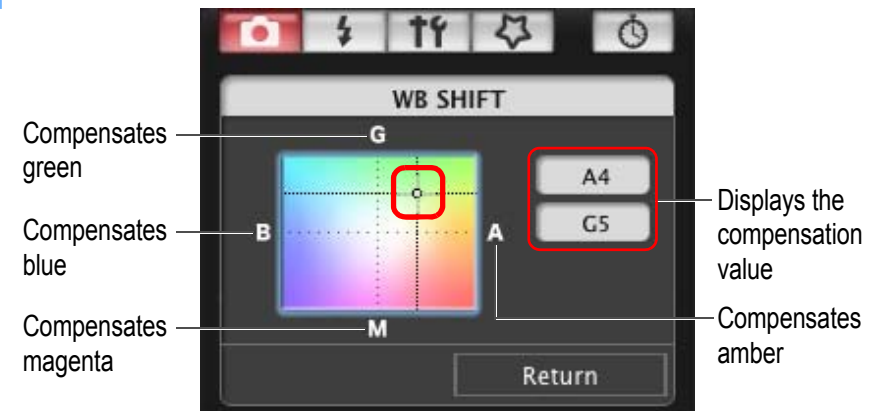 WB SHIFT
Compensates
green
G
A4
G5
Displays the
compensation
value
Compensates
blue
B
A
Compensates
magenta
M
Compensates
amber
Return